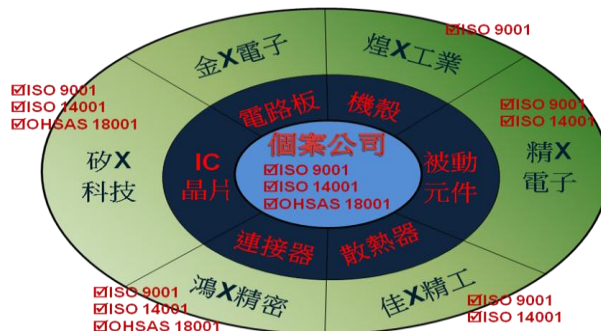 金X電子
煌X工業
☑ISO 9001
☑ISO 9001
☑ISO 14001
☑OHSAS 18001
☑ISO 9001
☑ISO 14001
電路板
機殼
矽X
科技
IC
晶片
個案公司
☑ISO 9001
☑ISO 14001
☑OHSAS 18001
被動
元件
精X
電子
連接器
散熱器
鴻X精密
佳X精工
☑ISO 9001
☑ISO 14001
☑OHSAS 18001
☑ISO 9001
☑ISO 14001